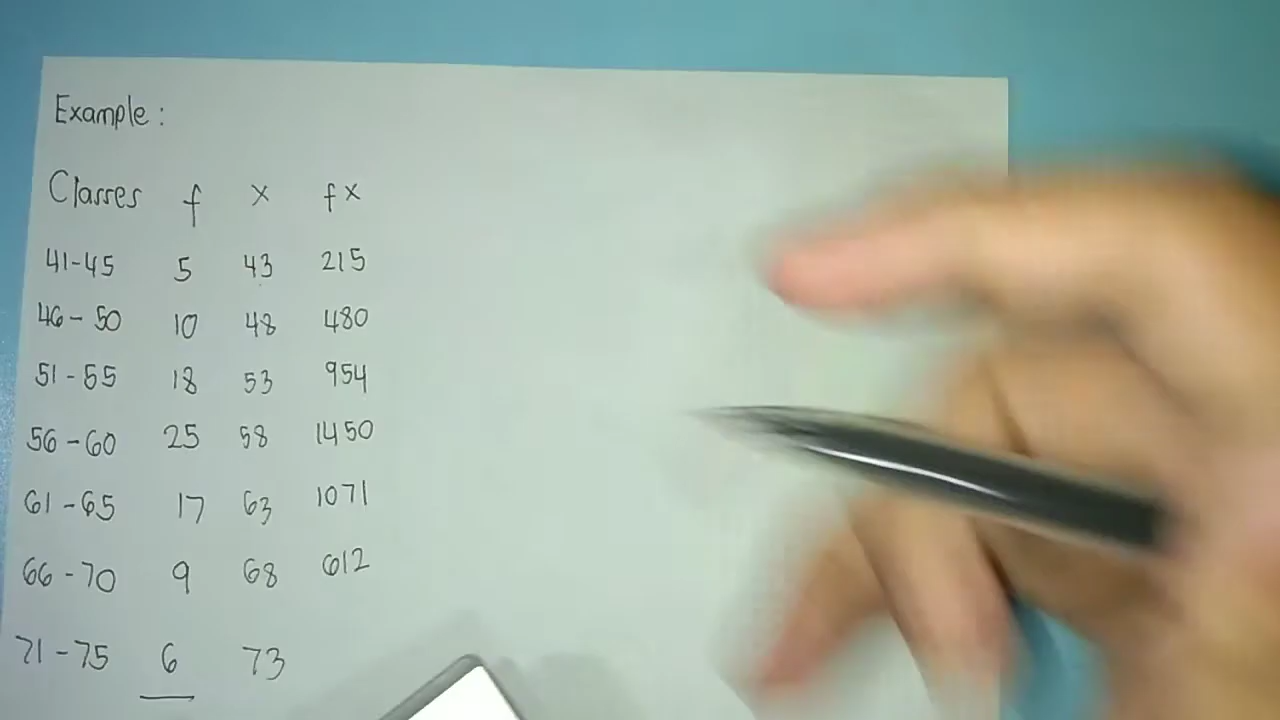 Example :
Classes f x fx
41-45 5 43 215
46-50 10 48 480
51-55 18 53 954
56-60 25 58 1450
61-65 17 63 1071
66-70 9 68 612
71-75 6 73